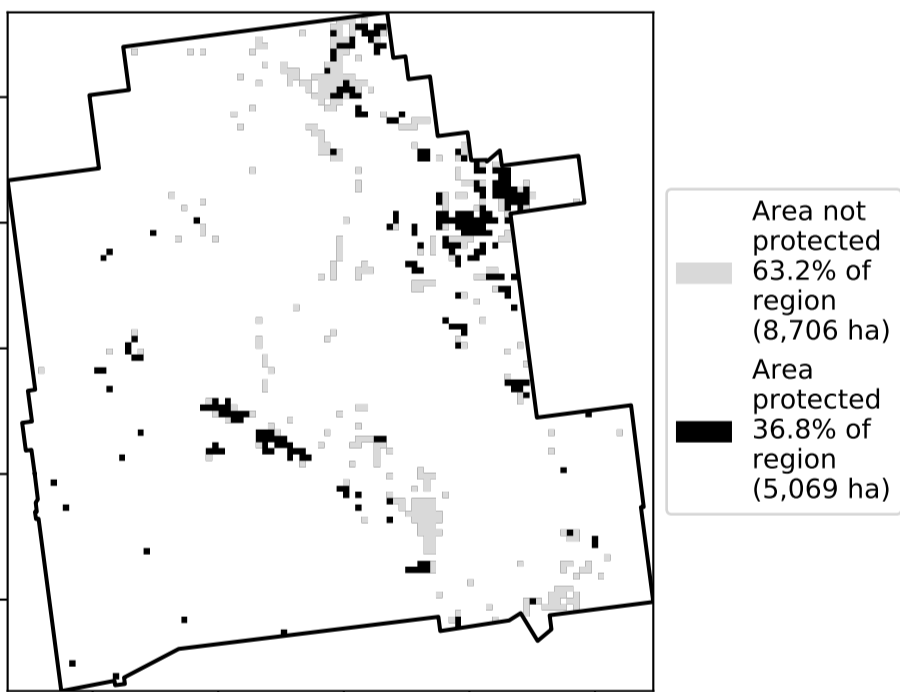 Area not
protected
63.2% of
region
(8,706 ha)
Area
protected
36.8% of
region
(5,069 ha)